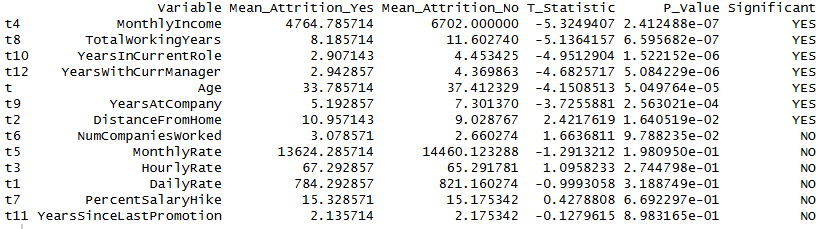 Variable Mean_Attrition_Yes Mean_Attrition_No T_Statistic P_Value Significant
t4 MonthlyIncome 4764.785714 6702.000000 -5.3249407 2.412488e-07 YES
t8 TotalWorkingYears 8.185714 11.602740 -5.1364157 6.595682e-07 YES
t10 YearsInCurrentRole 2.907143 4.453425 -4.9512904 1.522152e-06 YES
t12 YearsWithCurrManager 2.942857 4.369863 -4.6825717 5.084229e-06 YES
t Age 33.785714 37.412329 -4.1508513 5.049764e-05 YES
t9 YearsAtCompany 5.192857 7.301370 -3.7255881 2.563021e-04 YES
t2 DistanceFromHome 10.957143 9.028767 2.4217619 1.640519e-02 YES
t6 NumCompaniesWorked 3.078571 2.660274 1.6636811 9.788235e-02 NO
t5 MonthlyRate 13624.285714 14460.123288 -1.2913212 1.980950e-01 NO
t3 HourlyRate 67.292857 65.291781 1.0958233 2.744798e-01 NO
t1 DailyRate 784.292857 821.160274 -0.9993058 3.188749e-01 NO
t7 PercentSalaryHike 15.328571 15.175342 0.4278808 6.692297e-01 NO
t11 YearsSinceLastPromotion 2.135714 2.175342 -0.1279615 8.983165e-01 NO